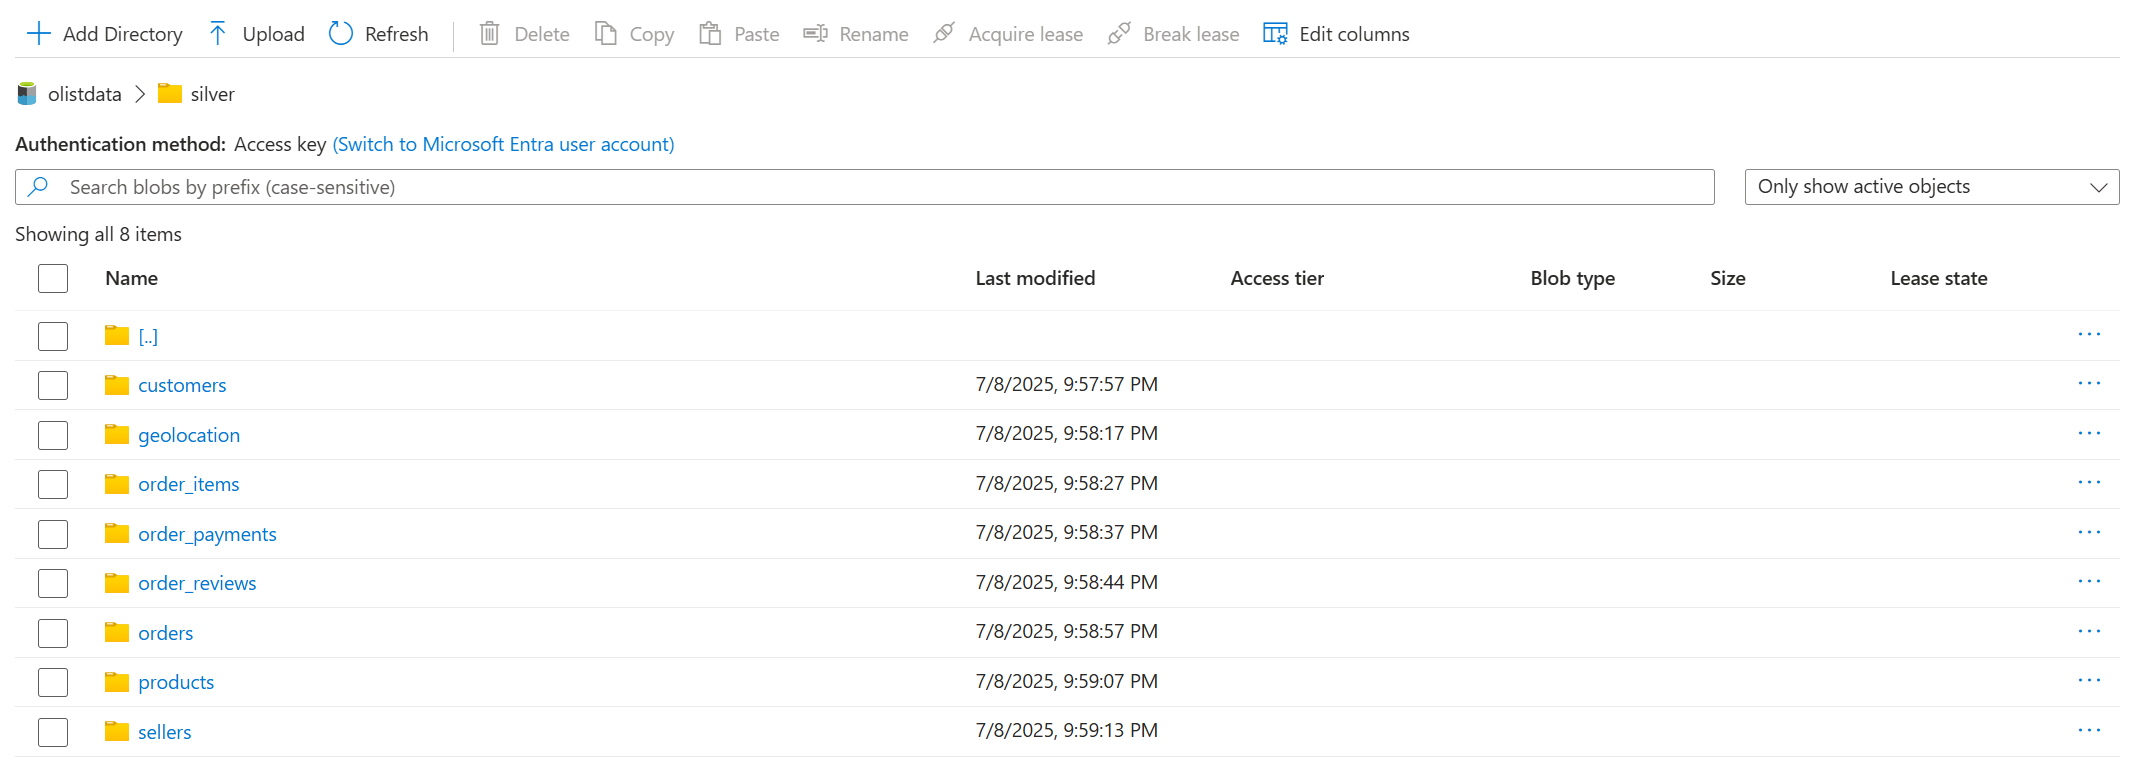 Add Directory Upload Refresh Delete Copy Paste Rename Acquire lease Break lease Edit columns
olistdata > silver
Authentication method: Access key (Switch to Microsoft Entra user account)
Search blobs by prefix (case-sensitive) Only show active objects
Showing all 8 items
Name Last modified Access tier Blob type Size Lease state
[..]
customers 7/8/2025, 9:57:57 PM
geolocation 7/8/2025, 9:58:17 PM
order_items 7/8/2025, 9:58:27 PM
order_payments 7/8/2025, 9:58:37 PM
order_reviews 7/8/2025, 9:58:44 PM
orders 7/8/2025, 9:58:57 PM
products 7/8/2025, 9:59:07 PM
sellers 7/8/2025, 9:59:13 PM